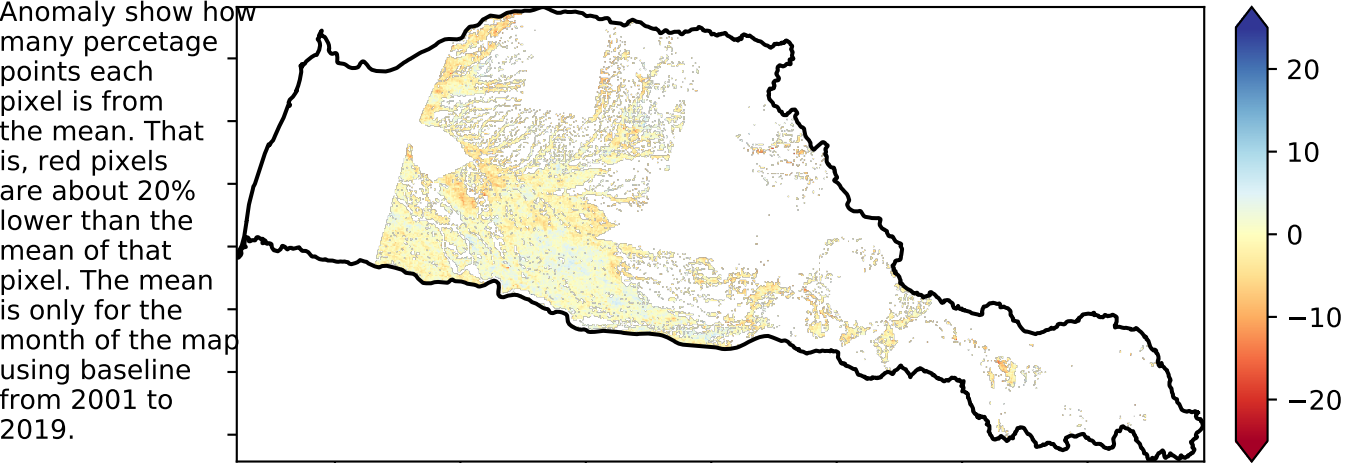 Anomaly show how
many percetage
points each
pixel is from
the mean. That
is, red pixels
are about 20%
lower than the
mean of that
pixel. The mean
is only for the
month of the map
using baseline
from 2001 to
2019.
20
10
0
−10
−20